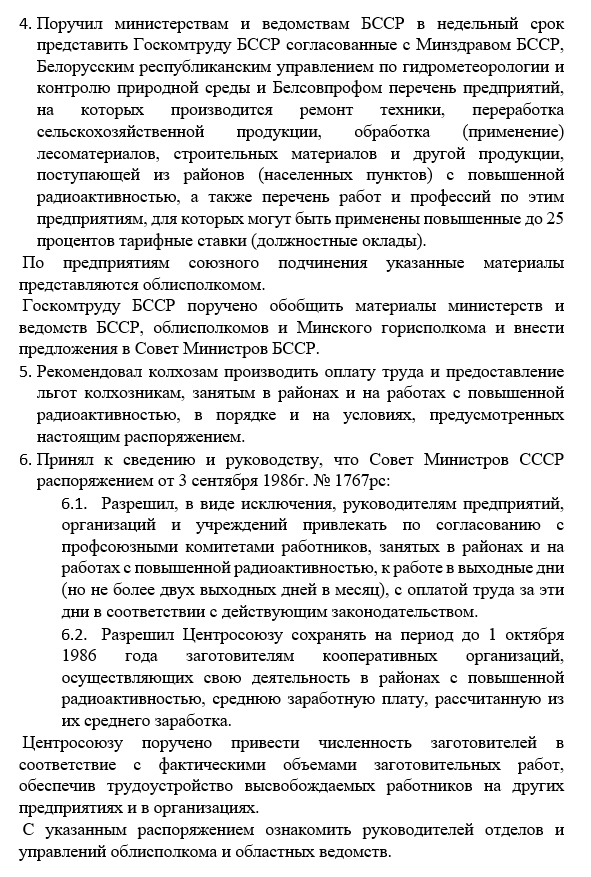 4. Поручил министерствам и ведомствам БССР в недельный срок
представить Госкомтруду БССР согласованные с Минздравом БССР,
Белорусским республиканским управлением по гидрометеорологии и
контролю природной среды и Белсовпрофом перечень предприятий,
на которых производится ремонт техники, переработка
сельскохозяйственной продукции, обработка (применение)
лесоматериалов, строительных материалов и другой продукции,
поступающей из районов (населенных пунктов) с повышенной
радиоактивностью, а также перечень работ и профессий по этим
предприятиям, для которых могут быть применены повышенные до 25
процентов тарифные ставки (должностные оклады).
По предприятиям союзного подчинения указанные материалы
представляются облисполкомом.
Госкомтруду БССР поручено обобщить материалы министерств и
ведомств БССР, облисполкомов и Минского горисполкома и внести
предложения в Совет Министров БССР.
5. Рекомендовал колхозам производить оплату труда и предоставление
льгот колхозникам, занятым в районах и на работах с повышенной
радиоактивностью, в порядке и на условиях, предусмотренных
настоящим распоряжением.
6. Принял к сведению и руководству, что Совет Министров СССР
распоряжением от 3 сентября 1986г. № 1767рс:
6.1. Разрешил, в виде исключения, руководителям предприятий,
организаций и учреждений привлекать по согласованию с
профсоюзными комитетами работников, занятых в районах и на
работах с повышенной радиоактивностью, к работе в выходные дни
(но не более двух выходных дней в месяц), с оплатой труда за эти
дни в соответствии с действующим законодательством.
6.2. Разрешил Центросоюзу сохранять на период до 1 октября
1986 года заготовителям кооперативных организаций,
осуществляющих свою деятельность в районах с повышенной
радиоактивностью, среднюю заработную плату, рассчитанную из
их среднего заработка.
Центросоюзу поручено привести численность заготовителей в
соответствие с фактическими объемами заготовительных работ,
обеспечив трудоустройство высвобождаемых работников на других
предприятиях и в организациях.
С указанным распоряжением ознакомить руководителей отделов и
управлений облисполкома и областных ведомств.